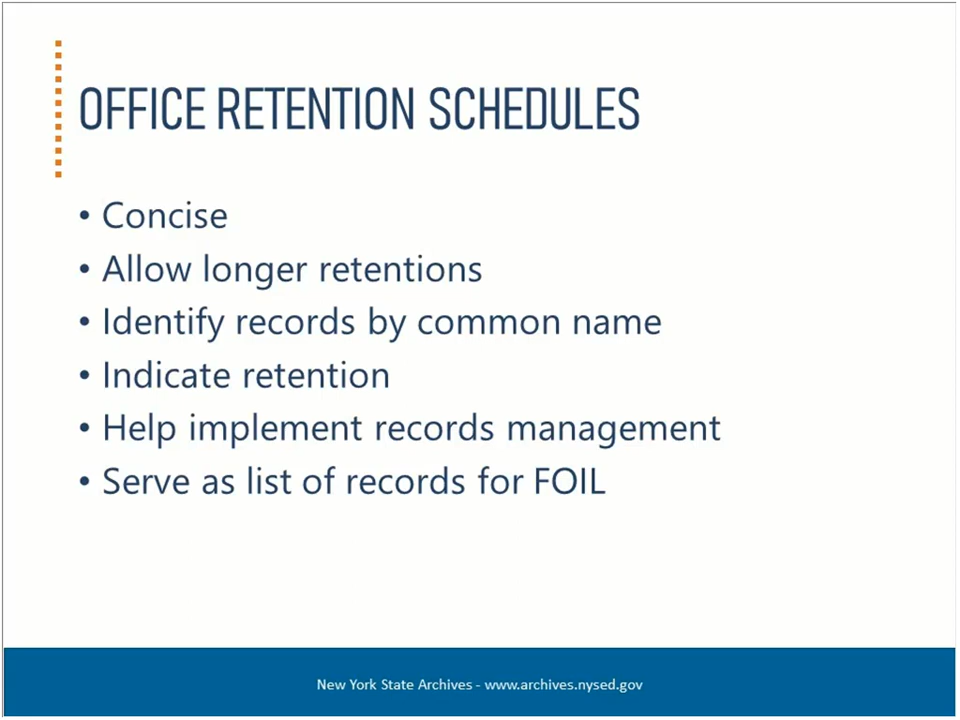 OFFICE RETENTION SCHEDULES
• Concise
• Allow longer retentions
• Identify records by common name
• Indicate retention
• Help implement records management
• Serve as list of records for FOIL
New York State Archives - www.archives.nysed.gov